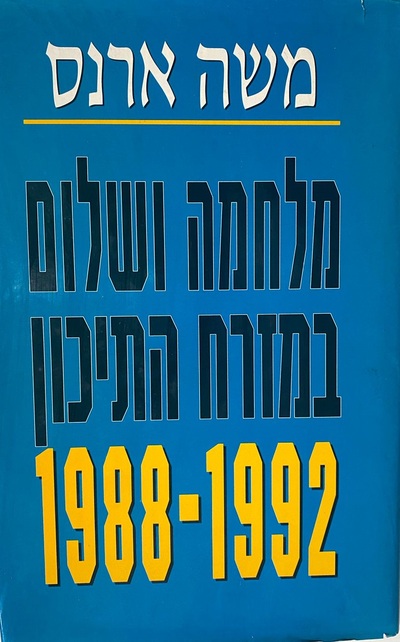 משה ארנס
מלחמה ושלום
במזרח התיכון
1988-1992